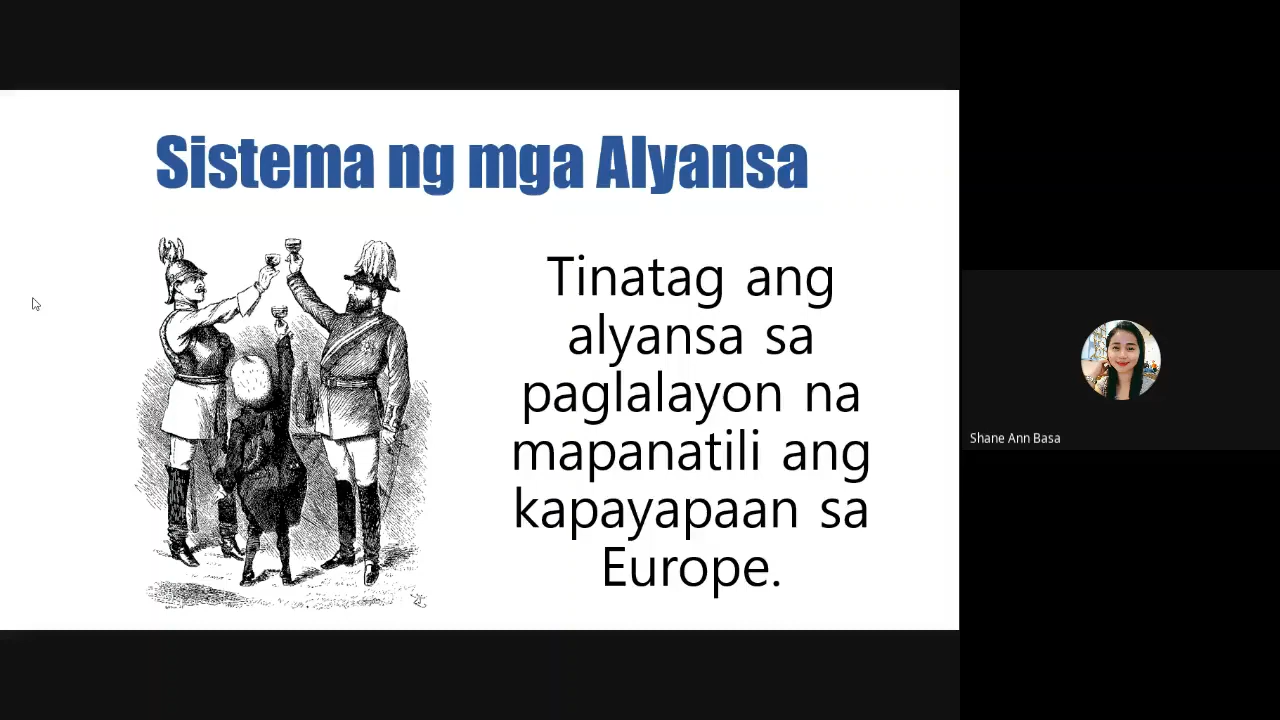 Sistema ng mga Alyansa
Tinatag ang
alyansa sa
paglalayon na
mapanatili ang
kapayapaan sa
Europe.
Shane Ann Basa